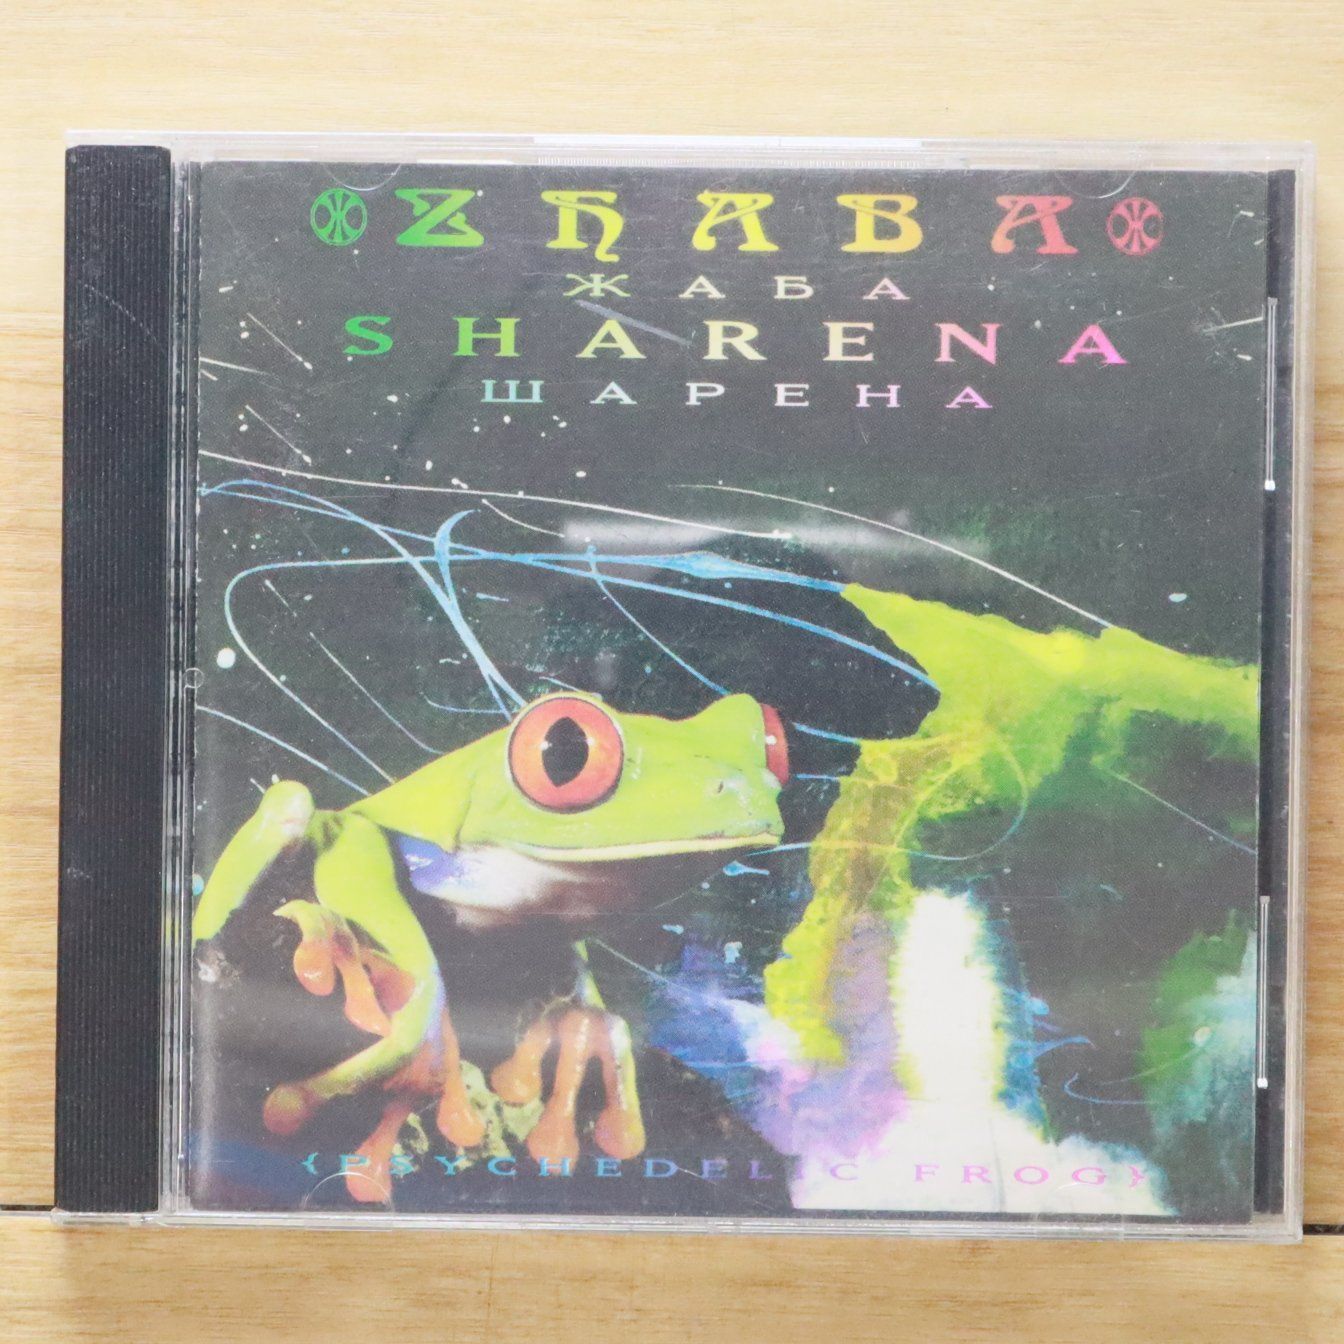 Ж ZHABA Ж
ЖАБА
SHARENA
ШАРЕНА
{PSYCHEDELIC FROG}